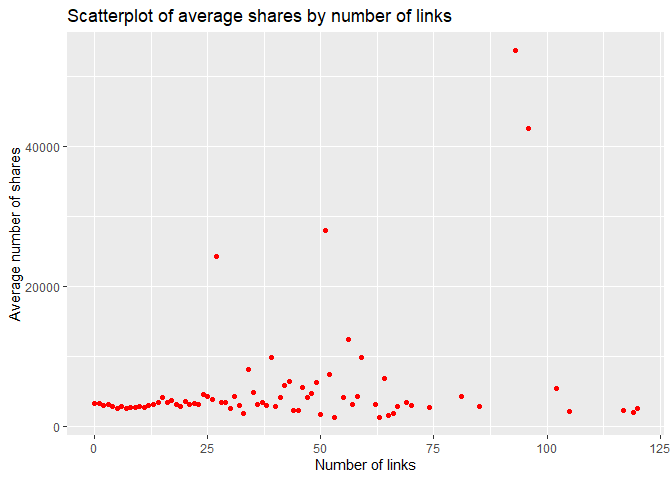 Scatterplot of average shares by number of links
Average number of shares
40000
20000
0
0 25 50 75 100 125
Number of links